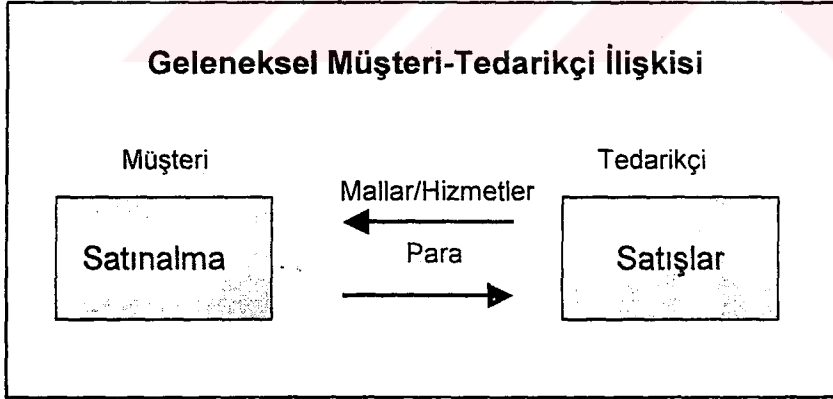 Geleneksel Müşteri-Tedarikçi İlişkisi
Müşteri
Tedarikçi
Mallar/Hizmetler
Satınalma
Para
Satışlar